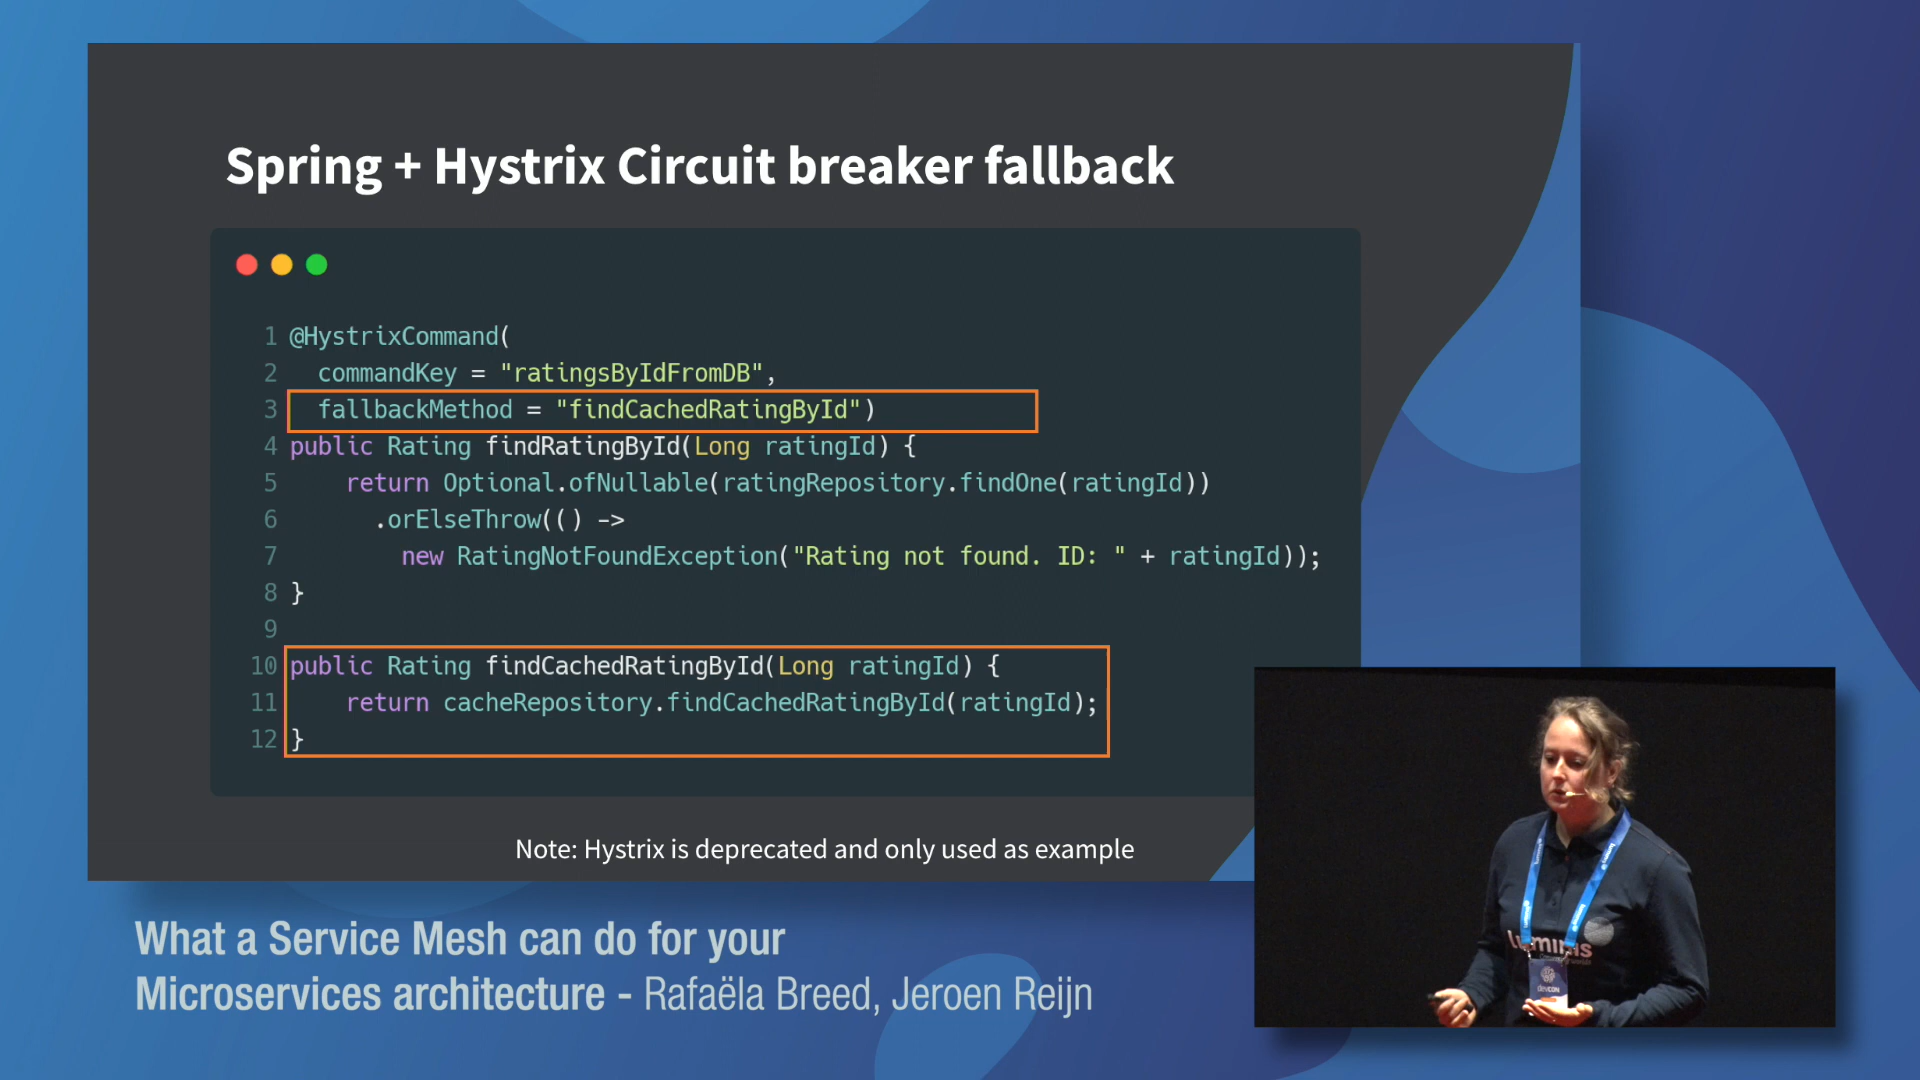 Spring + Hystrix Circuit breaker fallback
1 @HystrixCommand(
2 commandKey = "ratingsByIdFromDB",
3 fallbackMethod = "findCachedRatingById")
4 public Rating findRatingById(Long ratingId) {
5 return Optional.ofNullable(ratingRepository.findOne(ratingId))
6 .orElseThrow(() ->
7 new RatingNotFoundException("Rating not found. ID: " + ratingId));
8 }
9
10 public Rating findCachedRatingById(Long ratingId) {
11 return cacheRepository.findCachedRatingById(ratingId);
12 }
Note: Hystrix is deprecated and only used as example
What a Service Mesh can do for your
Microservices architecture - Rafaëla Breed, Jeroen Reijn
luminis
devcon